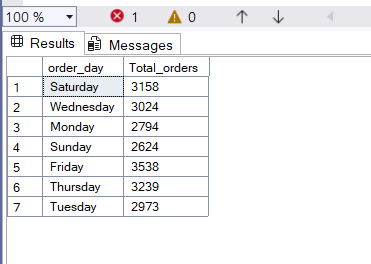 100 % 1 0
Results Messages
order_day Total_orders
1 Saturday 3158
2 Wednesday 3024
3 Monday 2794
4 Sunday 2624
5 Friday 3538
6 Thursday 3239
7 Tuesday 2973